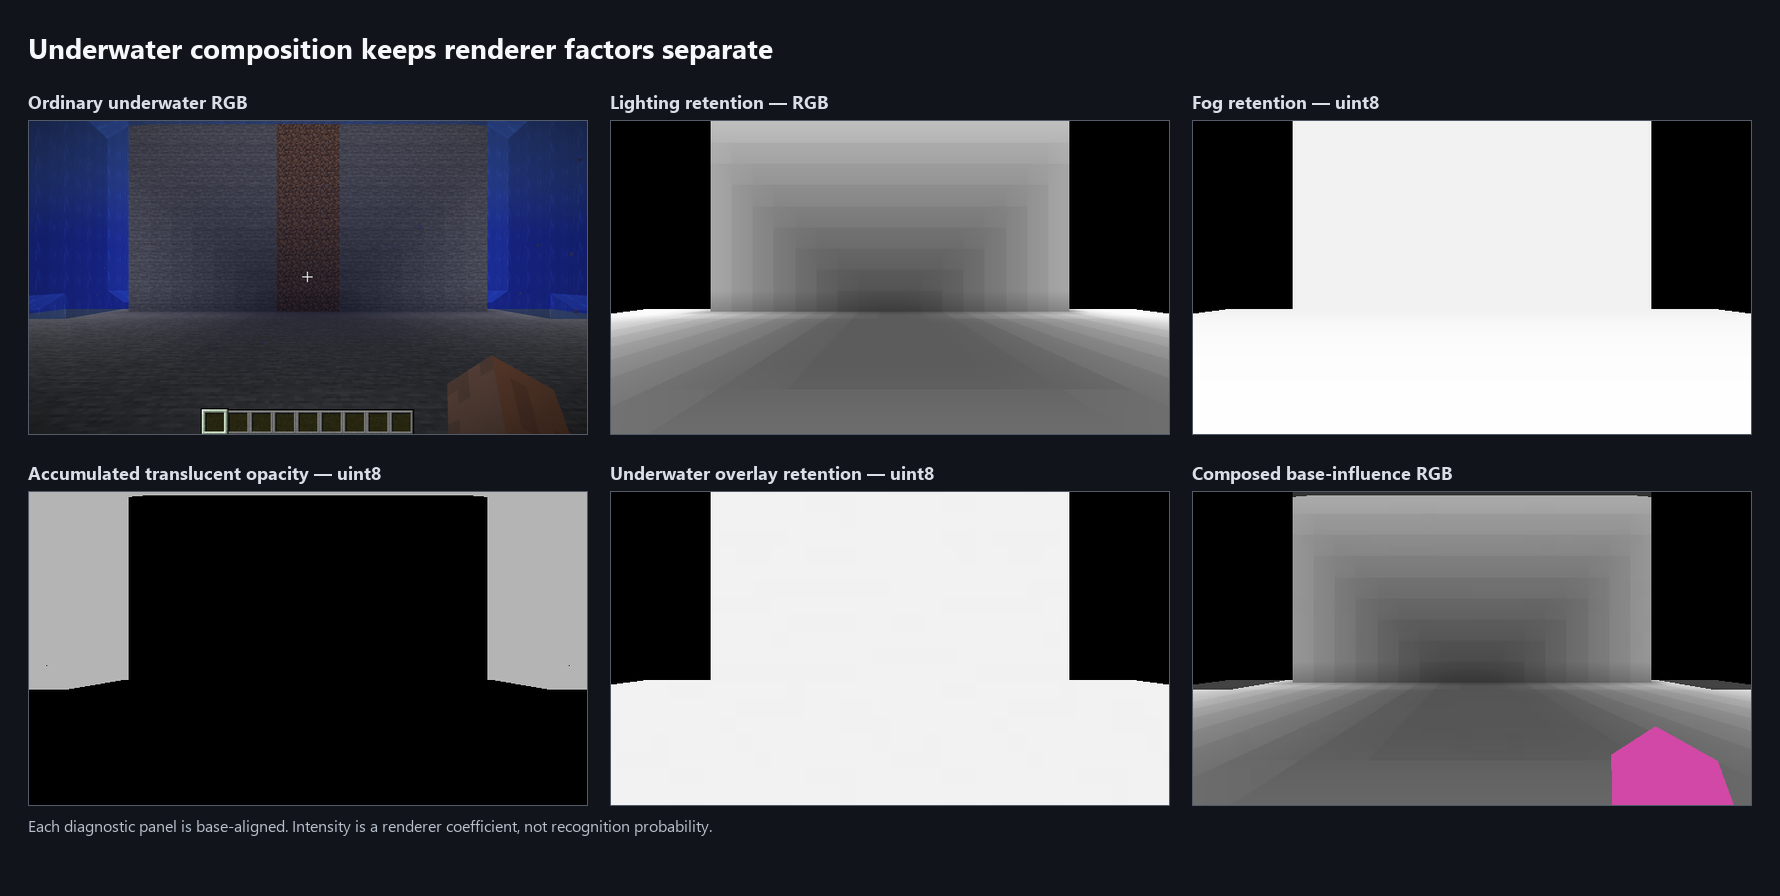 Underwater composition keeps renderer factors separate
Ordinary underwater RGB
Lighting retention — RGB
Fog retention — uint8
Accumulated translucent opacity — uint8
Underwater overlay retention — uint8
Composed base-influence RGB
Each diagnostic panel is base-aligned. Intensity is a renderer coefficient, not recognition probability.